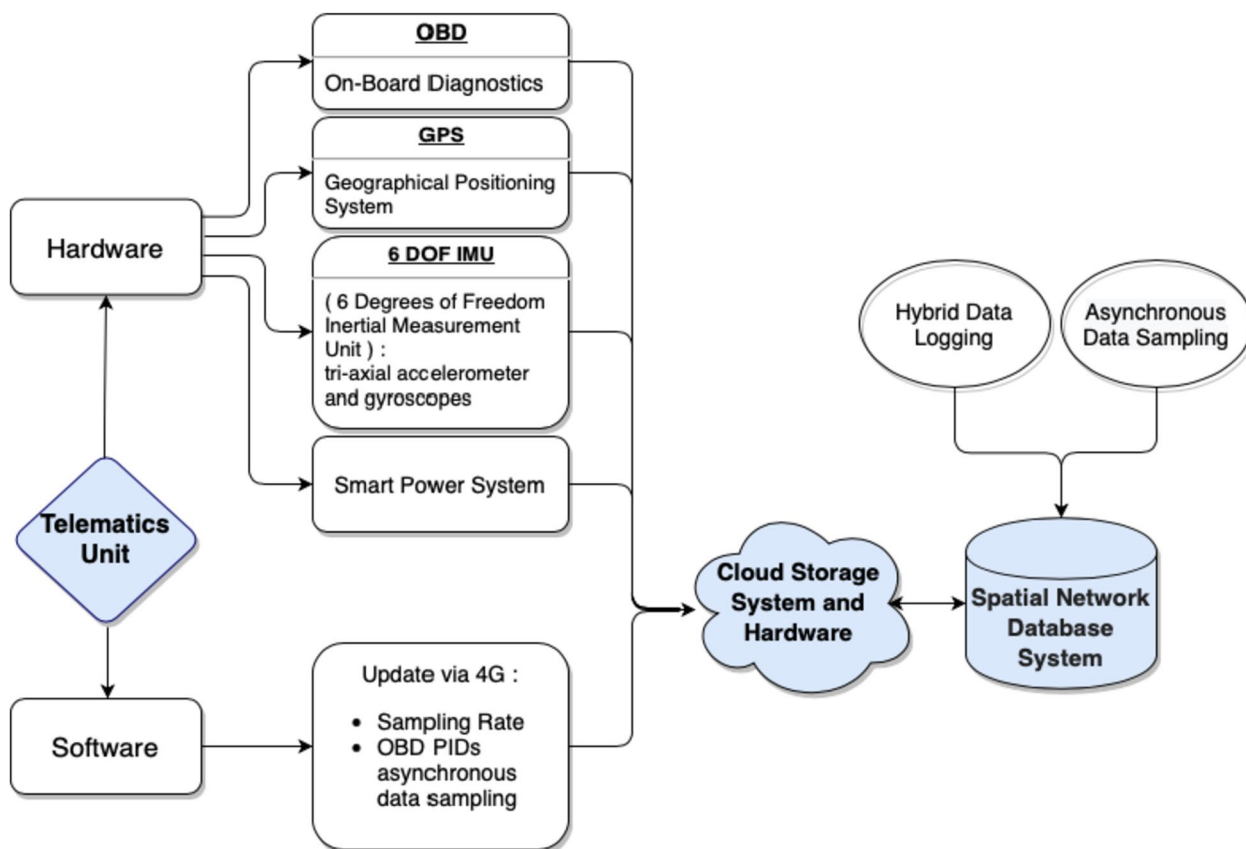 OBD
On-Board Diagnostics
GPS
Geographical Positioning
System
Hardware
6 DOF IMU
( 6 Degrees of Freedom
Inertial Measurement
Unit ) :
tri-axial accelerometer
and gyroscopes
Smart Power System
Telematics
Unit
Software
Update via 4G :
• Sampling Rate
• OBD PIDs
asynchronous
data sampling
Cloud Storage
System and
Hardware
Hybrid Data
Logging
Asynchronous
Data Sampling
Spatial Network
Database
System